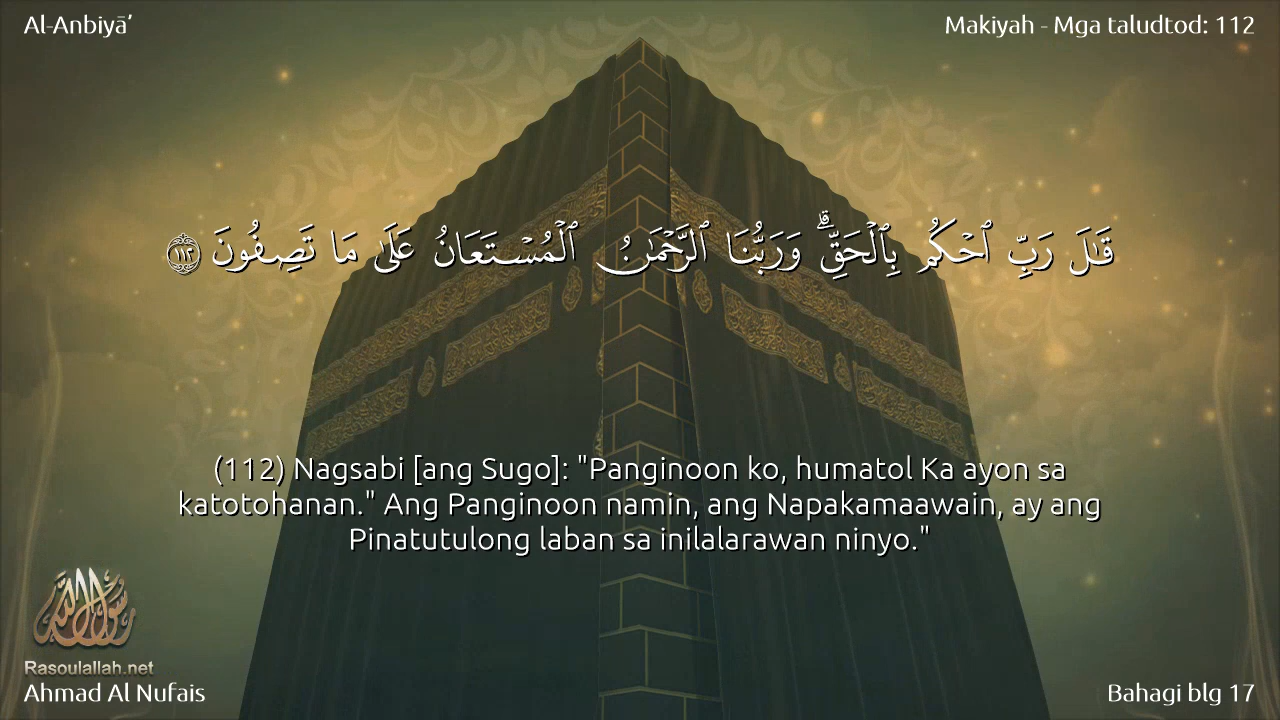 Al-Anbiyā’
Makiyah - Mga taludtod: 112
قَٰلَ رَبِّ ٱحْكُم بِٱلْحَقِّ ۗ وَرَبُّنَا ٱلرَّحْمَٰنُ ٱلْمُسْتَعَانُ عَلَىٰ مَا تَصِفُونَ ١١٢
(112) Nagsabi [ang Sugo]: "Panginoon ko, humatol Ka ayon sa
katotohanan." Ang Panginoon namin, ang Napakamaawain, ay ang
Pinatutulong laban sa inilalarawan ninyo."
رسول الله
Rasoulallah.net
Ahmad Al Nufais
Bahagi blg 17